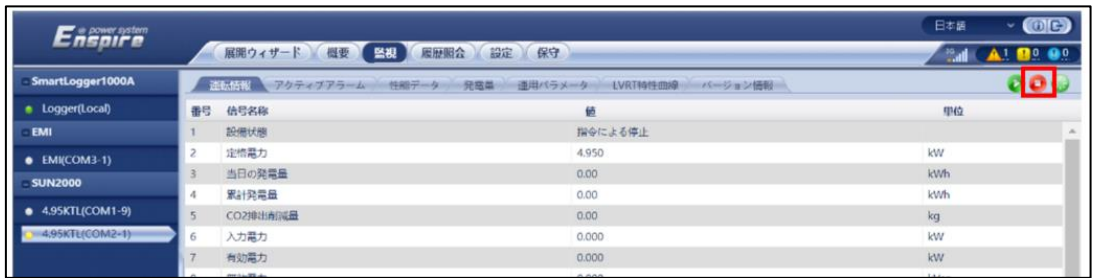 e power system
日本語
Enspire
展開ウィザード 概要 監視 履歴照会 設定 保守
1 0 0
SmartLogger1000A
運転情報 アクティブアラーム 性能データ 発電量 運用パラメータ LVRT特性曲線 バージョン情報
Logger(Local)
番号 信号名称 値 単位
EMI
1 設備状態 指令による停止
EMI(COM3-1)
2 定格電力 4.950 kW
SUN2000
3 当日の発電量 0.00 kWh
4 累計発電量 0.00 kWh
4.95KTL(COM1-9)
5 CO2排出削減量 0.00 kg
4.95KTL(COM2-1)
6 入力電力 0.000 kW
7 有効電力 0.000 kW